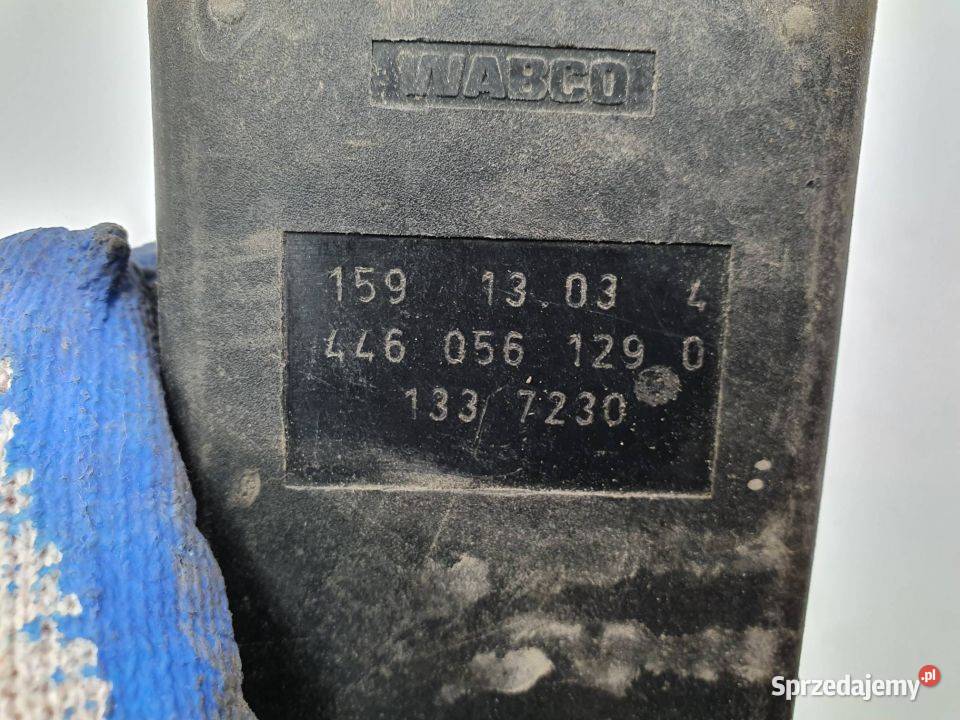 WABCO
159 13 03 4
446 056 129 0
133 7230
Sprzedajemy.pl